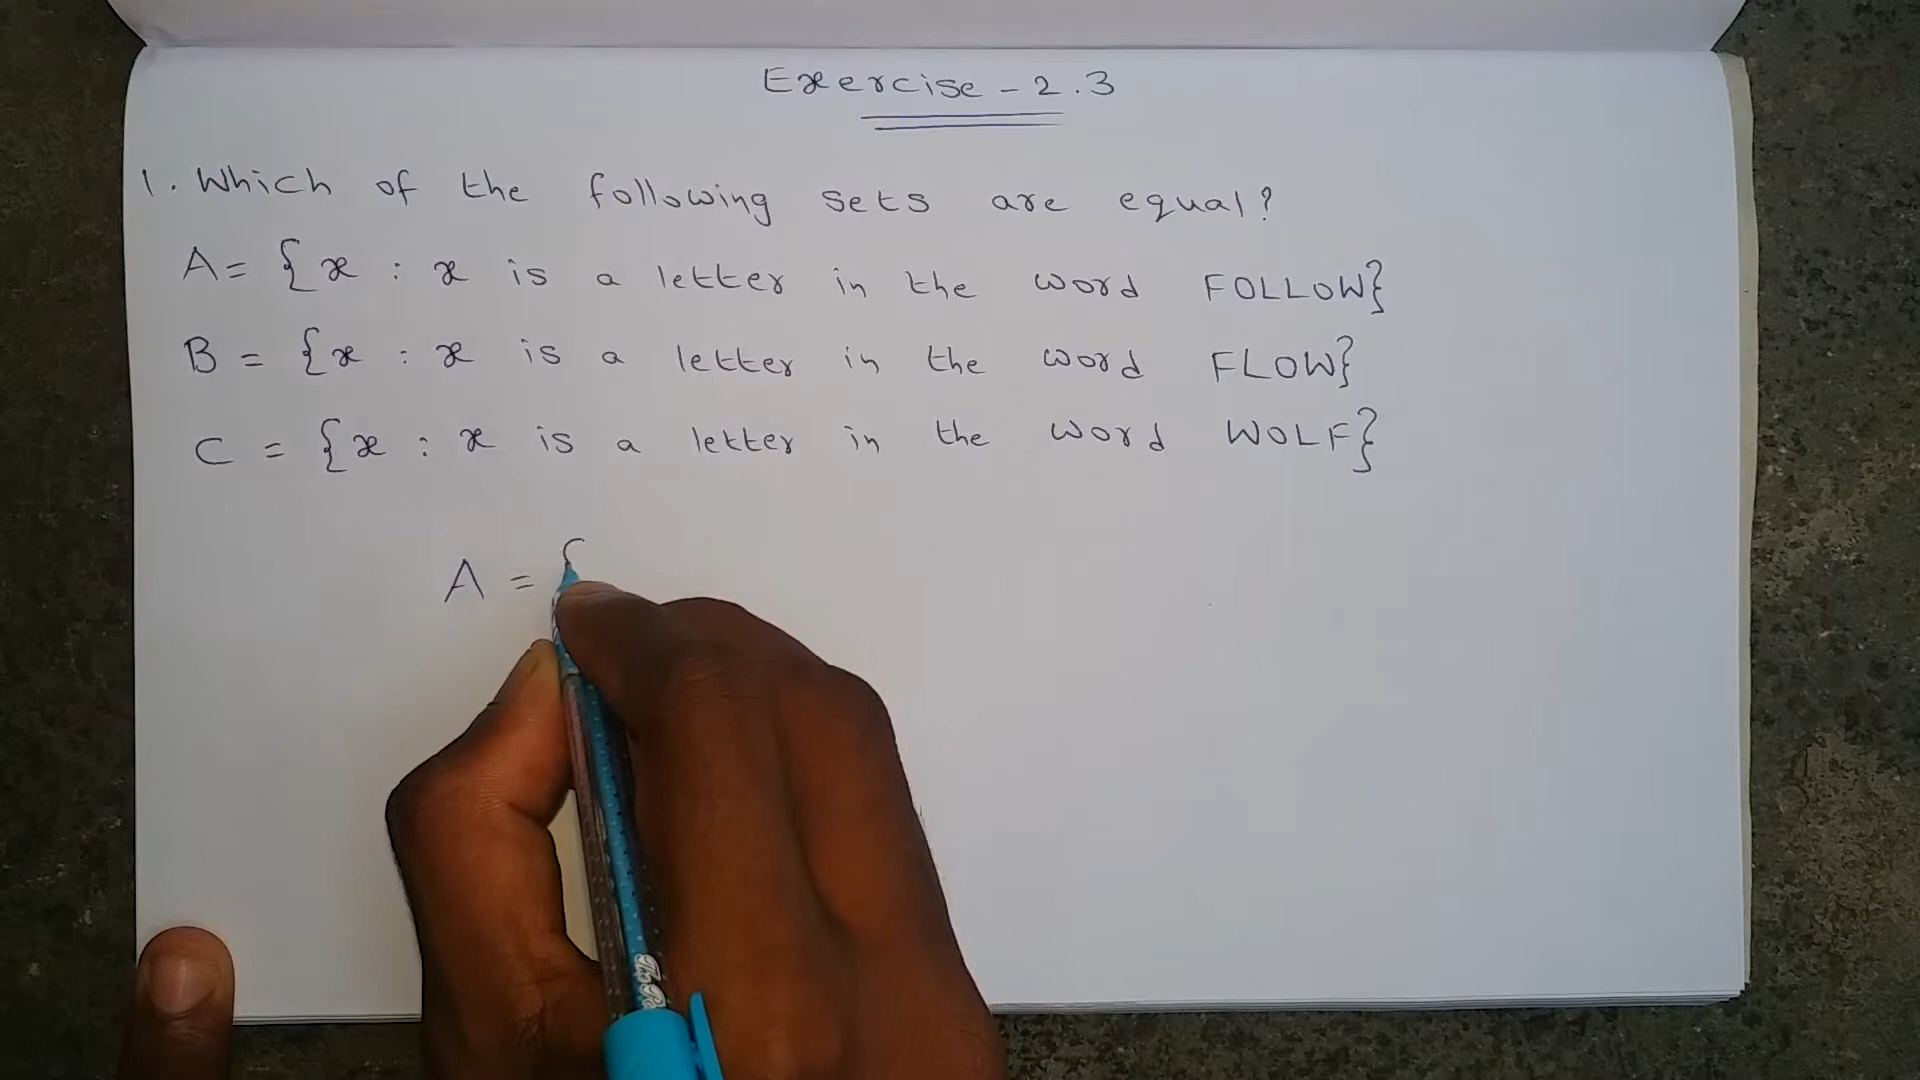 Exercise - 2.3
1. Which of the following sets are equal?
A = {x : x is a letter in the word FOLLOW}
B = {x : x is a letter in the word FLOW}
C = {x : x is a letter in the word WOLF}
A = {